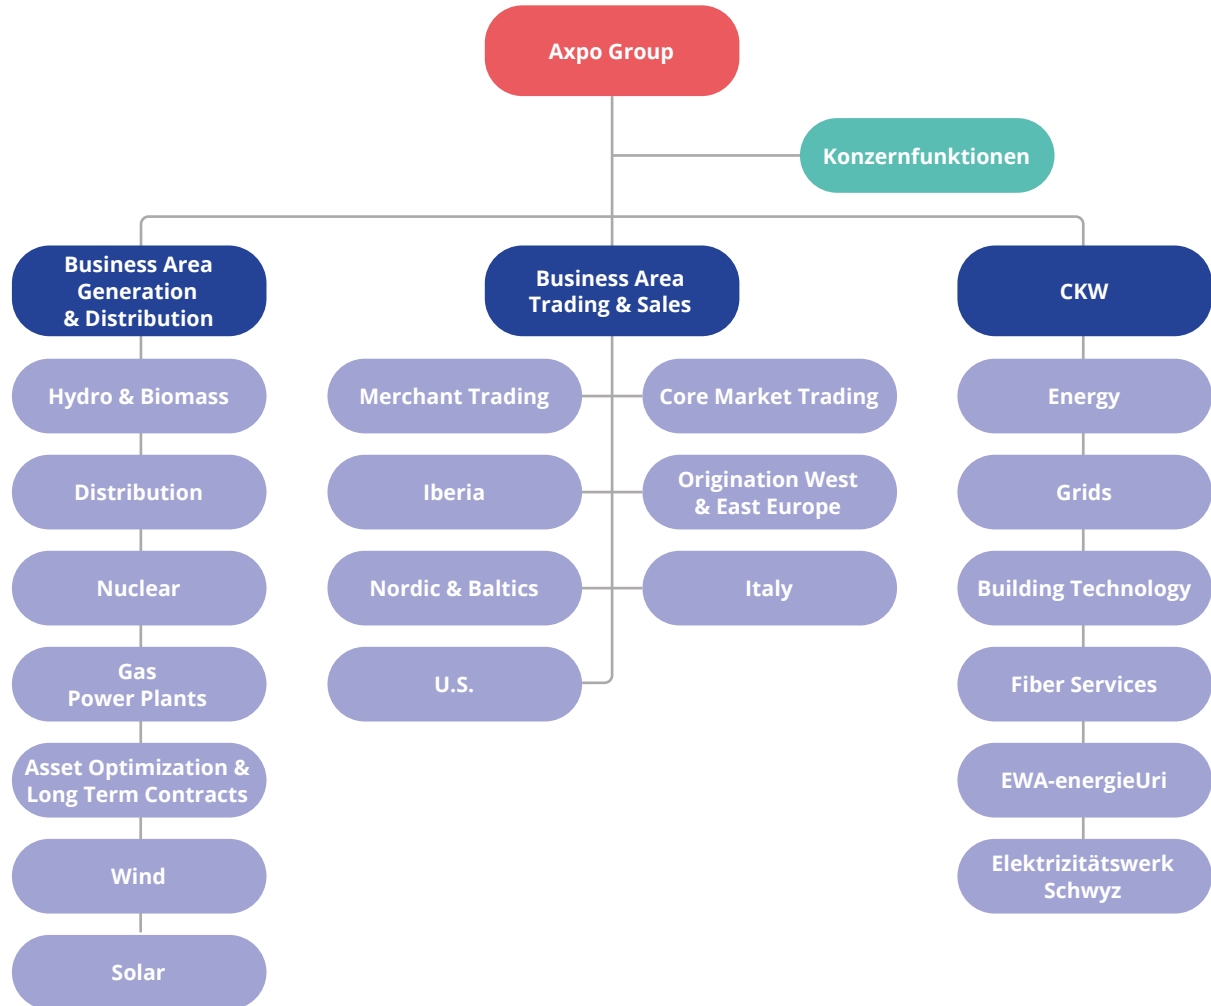 Axpo Group
Konzernfunktionen
Business Area
Generation
& Distribution
Hydro & Biomass
Distribution
Nuclear
Gas
Power Plants
Asset Optimization &
Long Term Contracts
Wind
Solar
Business Area
Trading & Sales
Merchant Trading
Core Market Trading
Iberia
Origination West
& East Europe
Nordic & Baltics
Italy
U.S.
CKW
Energy
Grids
Building Technology
Fiber Services
EWA-energieUri
Elektrizitätswerk
Schwyz